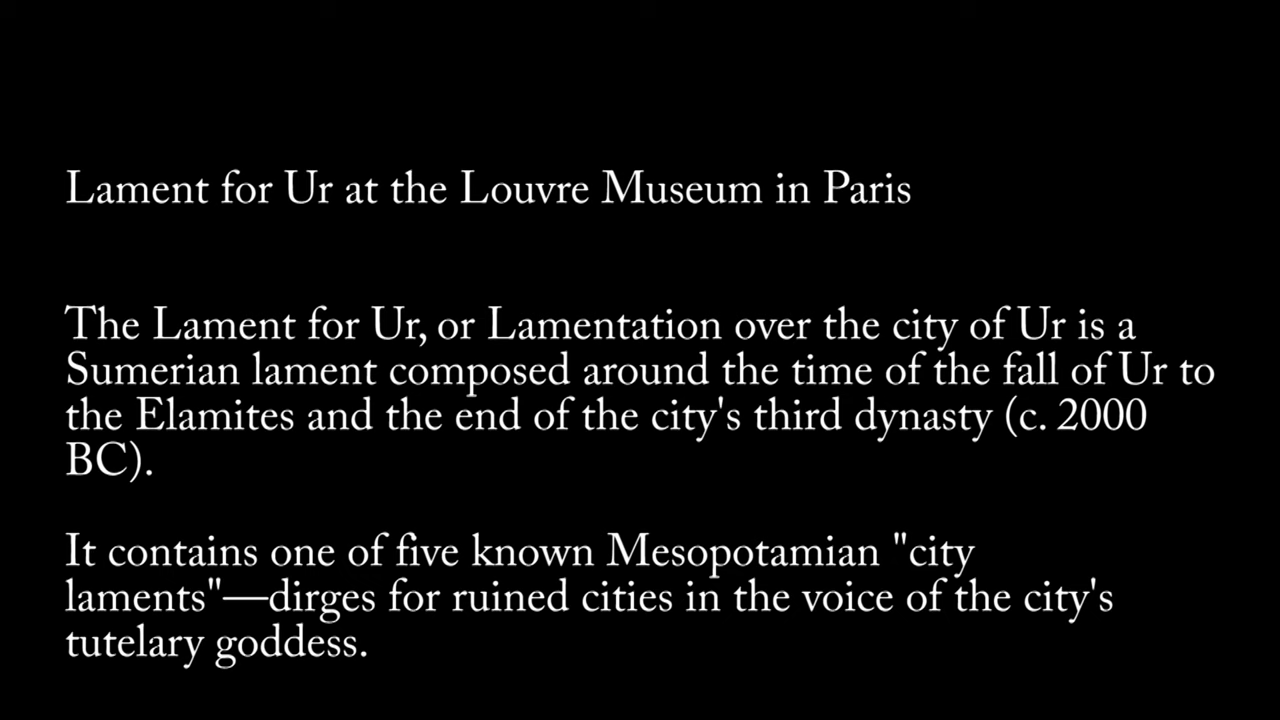 Lament for Ur at the Louvre Museum in Paris
The Lament for Ur, or Lamentation over the city of Ur is a
Sumerian lament composed around the time of the fall of Ur to
the Elamites and the end of the city's third dynasty (c. 2000
BC).
It contains one of five known Mesopotamian "city
laments"—dirges for ruined cities in the voice of the city's
tutelary goddess.